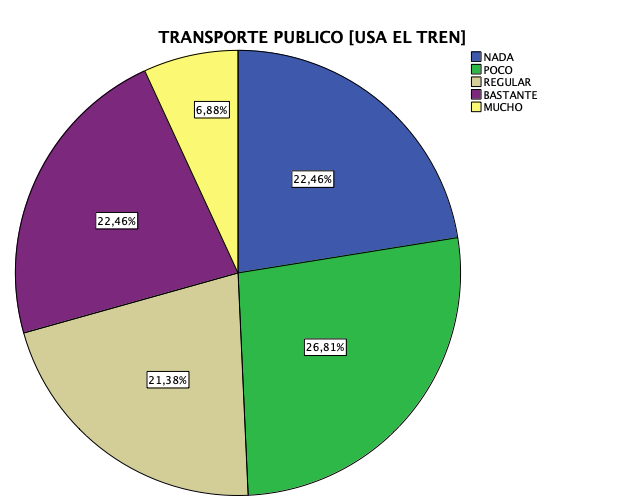 TRANSPORTE PUBLICO [USA EL TREN]
NADA
POCO
REGULAR
BASTANTE
MUCHO
6,88%
22,46%
22,46%
26,81%
21,38%